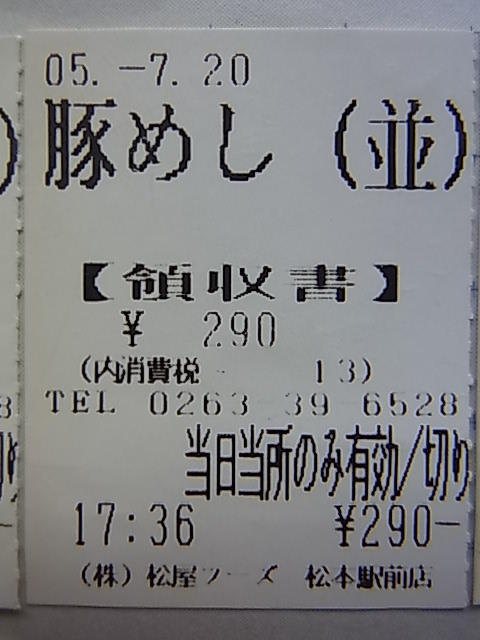 05.-7.20
豚めし (並)
【領収書】
¥ 290
(内消費税 13)
TEL 0263 39 6528
当日当所のみ有効/切り
17:36 ¥290-
(株)松屋フーズ 松本駅前店